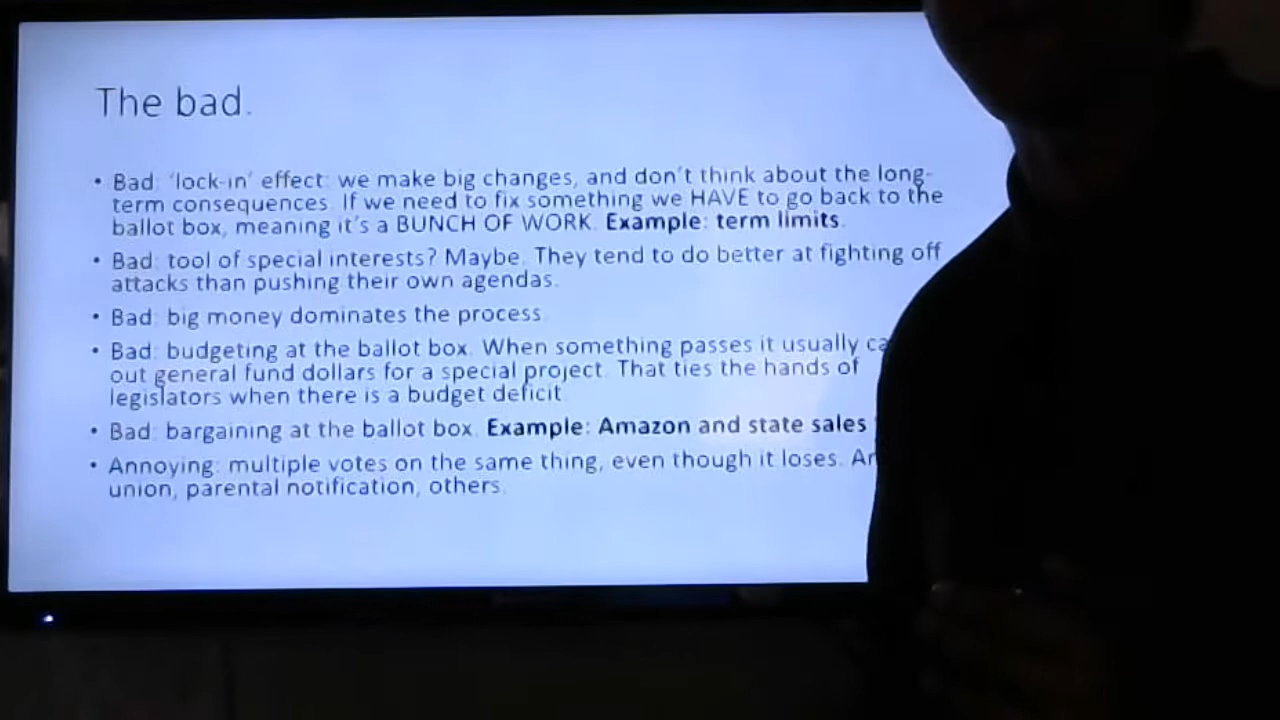 The bad.
• Bad: 'lock-in' effect: we make big changes, and don't think about the long-
term consequences. If we need to fix something we HAVE to go back to the
ballot box, meaning it's a BUNCH OF WORK. Example: term limits.
• Bad: tool of special interests? Maybe. They tend to do better at fighting off
attacks than pushing their own agendas.
• Bad: big money dominates the process.
• Bad: budgeting at the ballot box. When something passes it usually
out general fund dollars for a special project. That ties the hands of
legislators when there is a budget deficit.
• Bad: bargaining at the ballot box. Example: Amazon and state sales
• Annoying: multiple votes on the same thing, even though it loses.
union, parental notification, others.